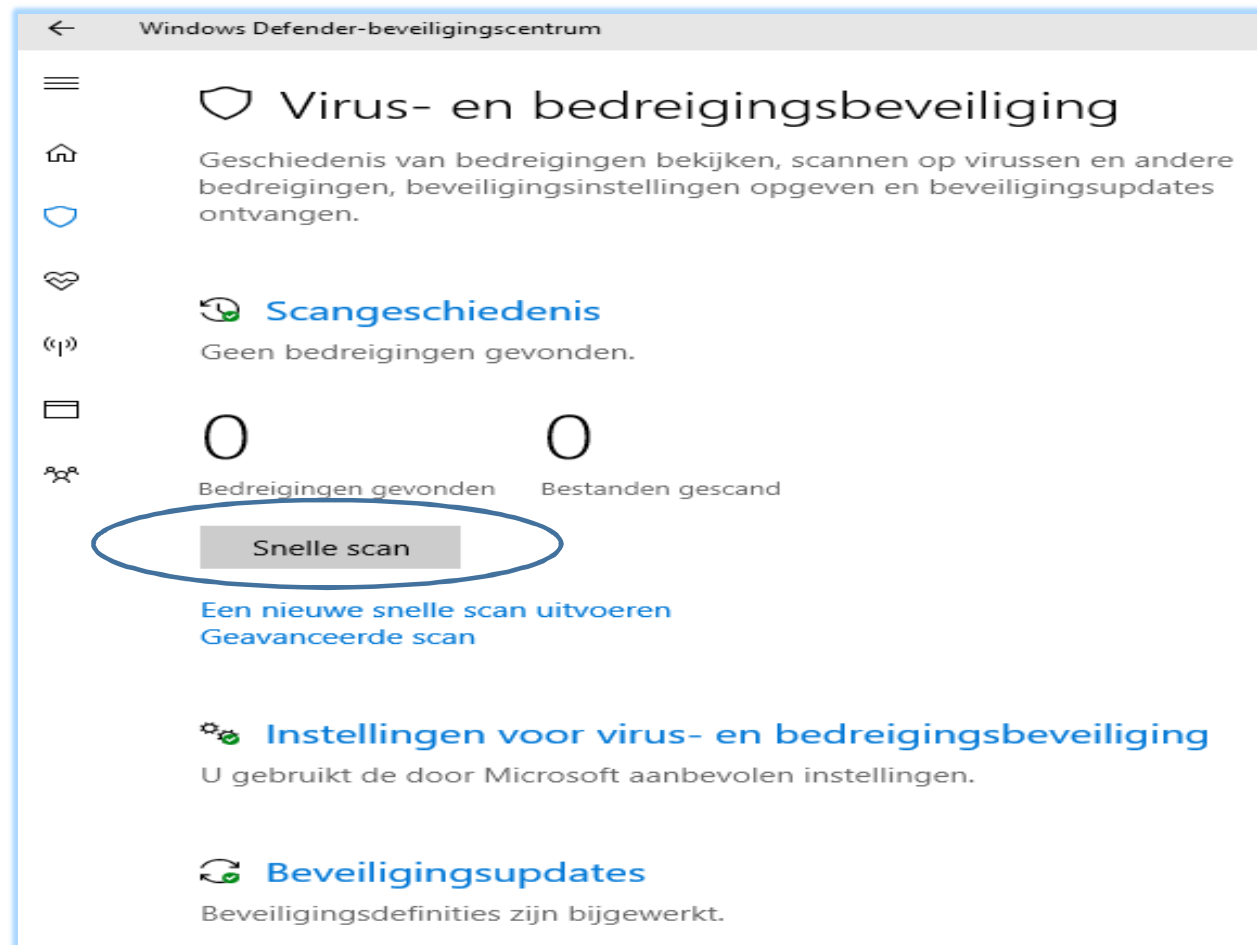 Windows Defender-beveiligingscentrum
Virus- en bedreigingsbeveiliging
Geschiedenis van bedreigingen bekijken, scannen op virussen en andere
bedreigingen, beveiligingsinstellingen opgeven en beveiligingsupdates
ontvangen.
Scangeschiedenis
Geen bedreigingen gevonden.
0 0
Bedreigingen gevonden Bestanden gescand
Snelle scan
Een nieuwe snelle scan uitvoeren
Geavanceerde scan
Instellingen voor virus- en bedreigingsbeveiliging
U gebruikt de door Microsoft aanbevolen instellingen.
Beveiligingsupdates
Beveiligingsdefinities zijn bijgewerkt.